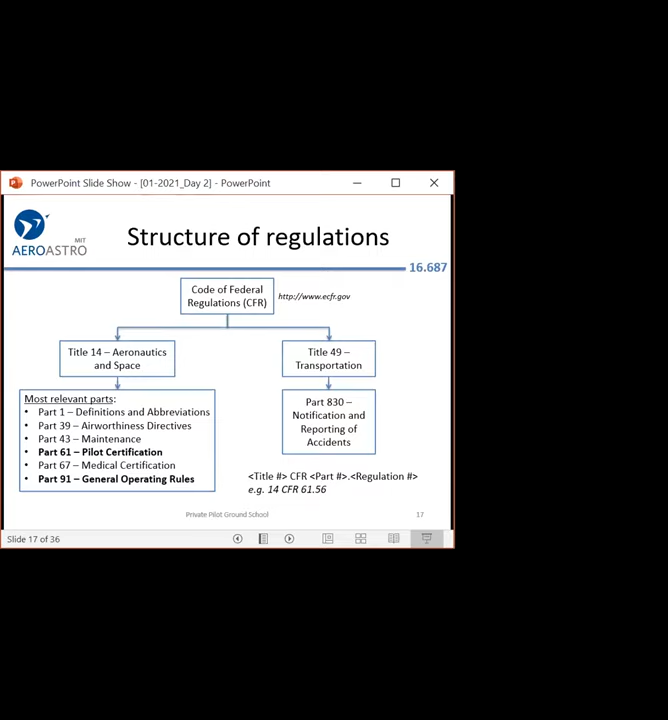 PowerPoint Slide Show - [01-2021_Day 2] - PowerPoint
MIT
AEROASTRO
Structure of regulations
16.687
Code of Federal
Regulations (CFR)
http://www.ecfr.gov
Title 14 – Aeronautics
and Space
Title 49 –
Transportation
Most relevant parts:
• Part 1 – Definitions and Abbreviations
• Part 39 – Airworthiness Directives
• Part 43 – Maintenance
• Part 61 – Pilot Certification
• Part 67 – Medical Certification
• Part 91 – General Operating Rules
Part 830 –
Notification and
Reporting of
Accidents
<Title #> CFR <Part #>.<Regulation #>
e.g. 14 CFR 61.56
Private Pilot Ground School
17
Slide 17 of 36